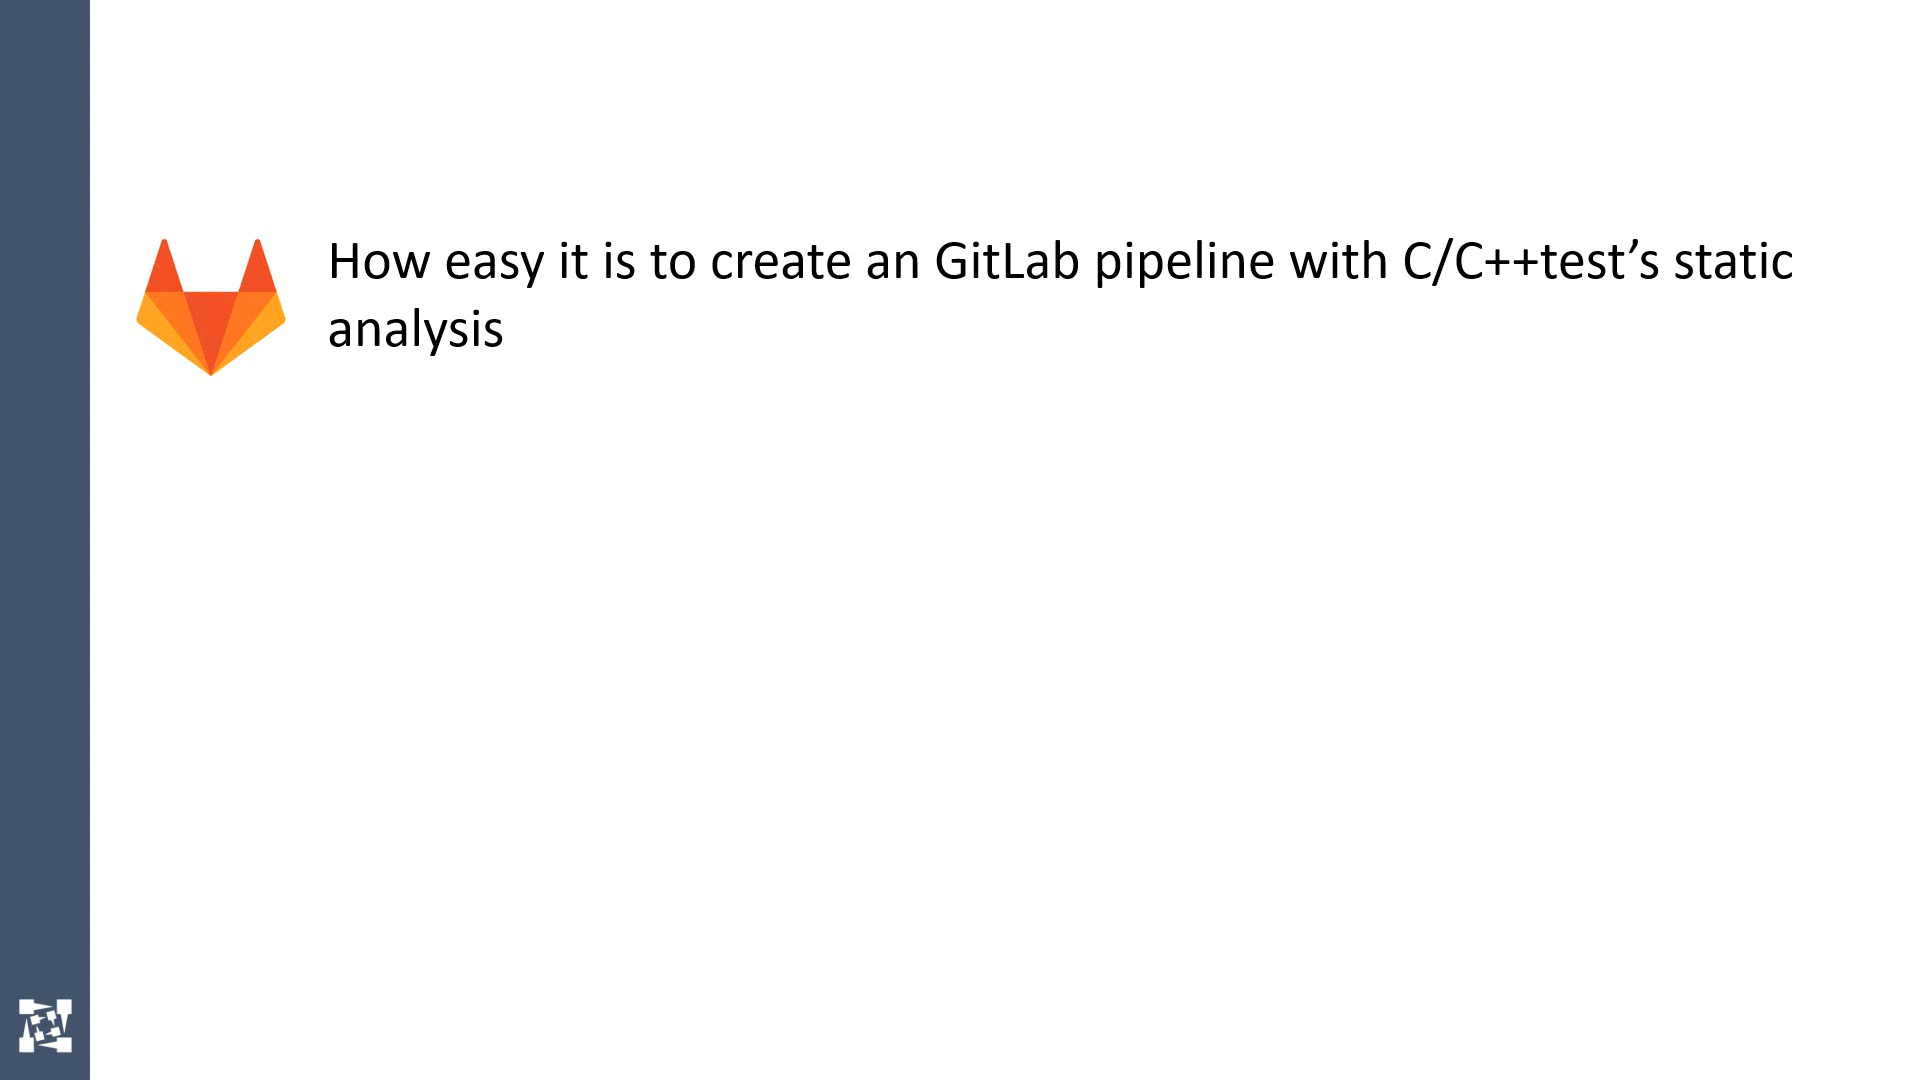 How easy it is to create an GitLab pipeline with C/C++test’s static
analysis